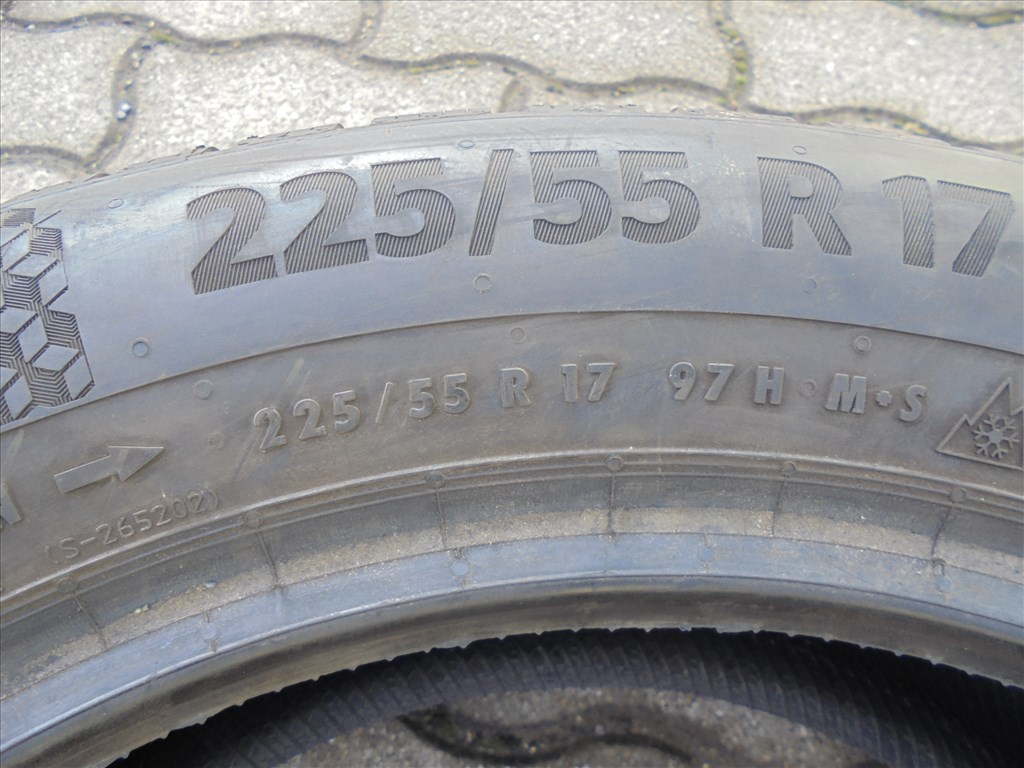 225/55 R 17
225/55 R 17 97 H M•S
(S-265202)